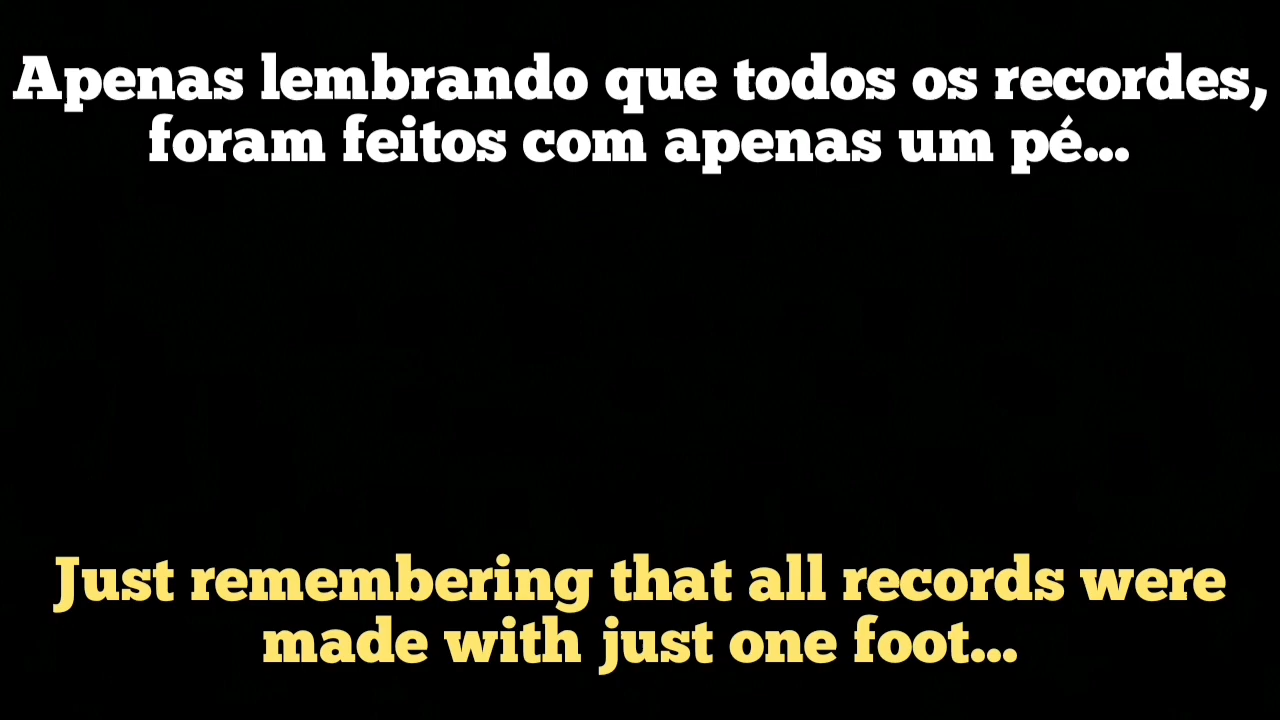 Apenas lembrando que todos os recordes,
foram feitos com apenas um pé...
Just remembering that all records were
made with just one foot...